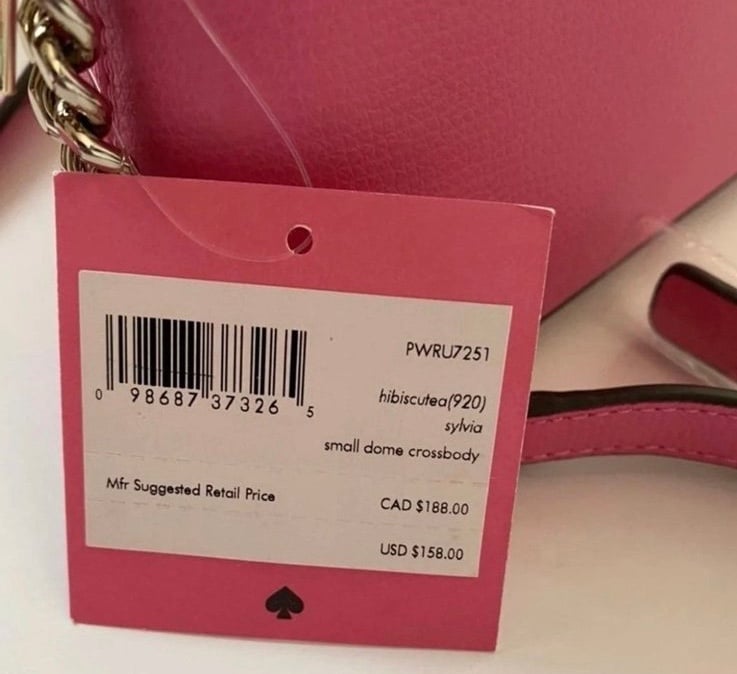 PWRU7251
0 98687 37326 5
hibiscutea(920)
sylvia
small dome crossbody
Mfr Suggested Retail Price
CAD $188.00
USD $158.00